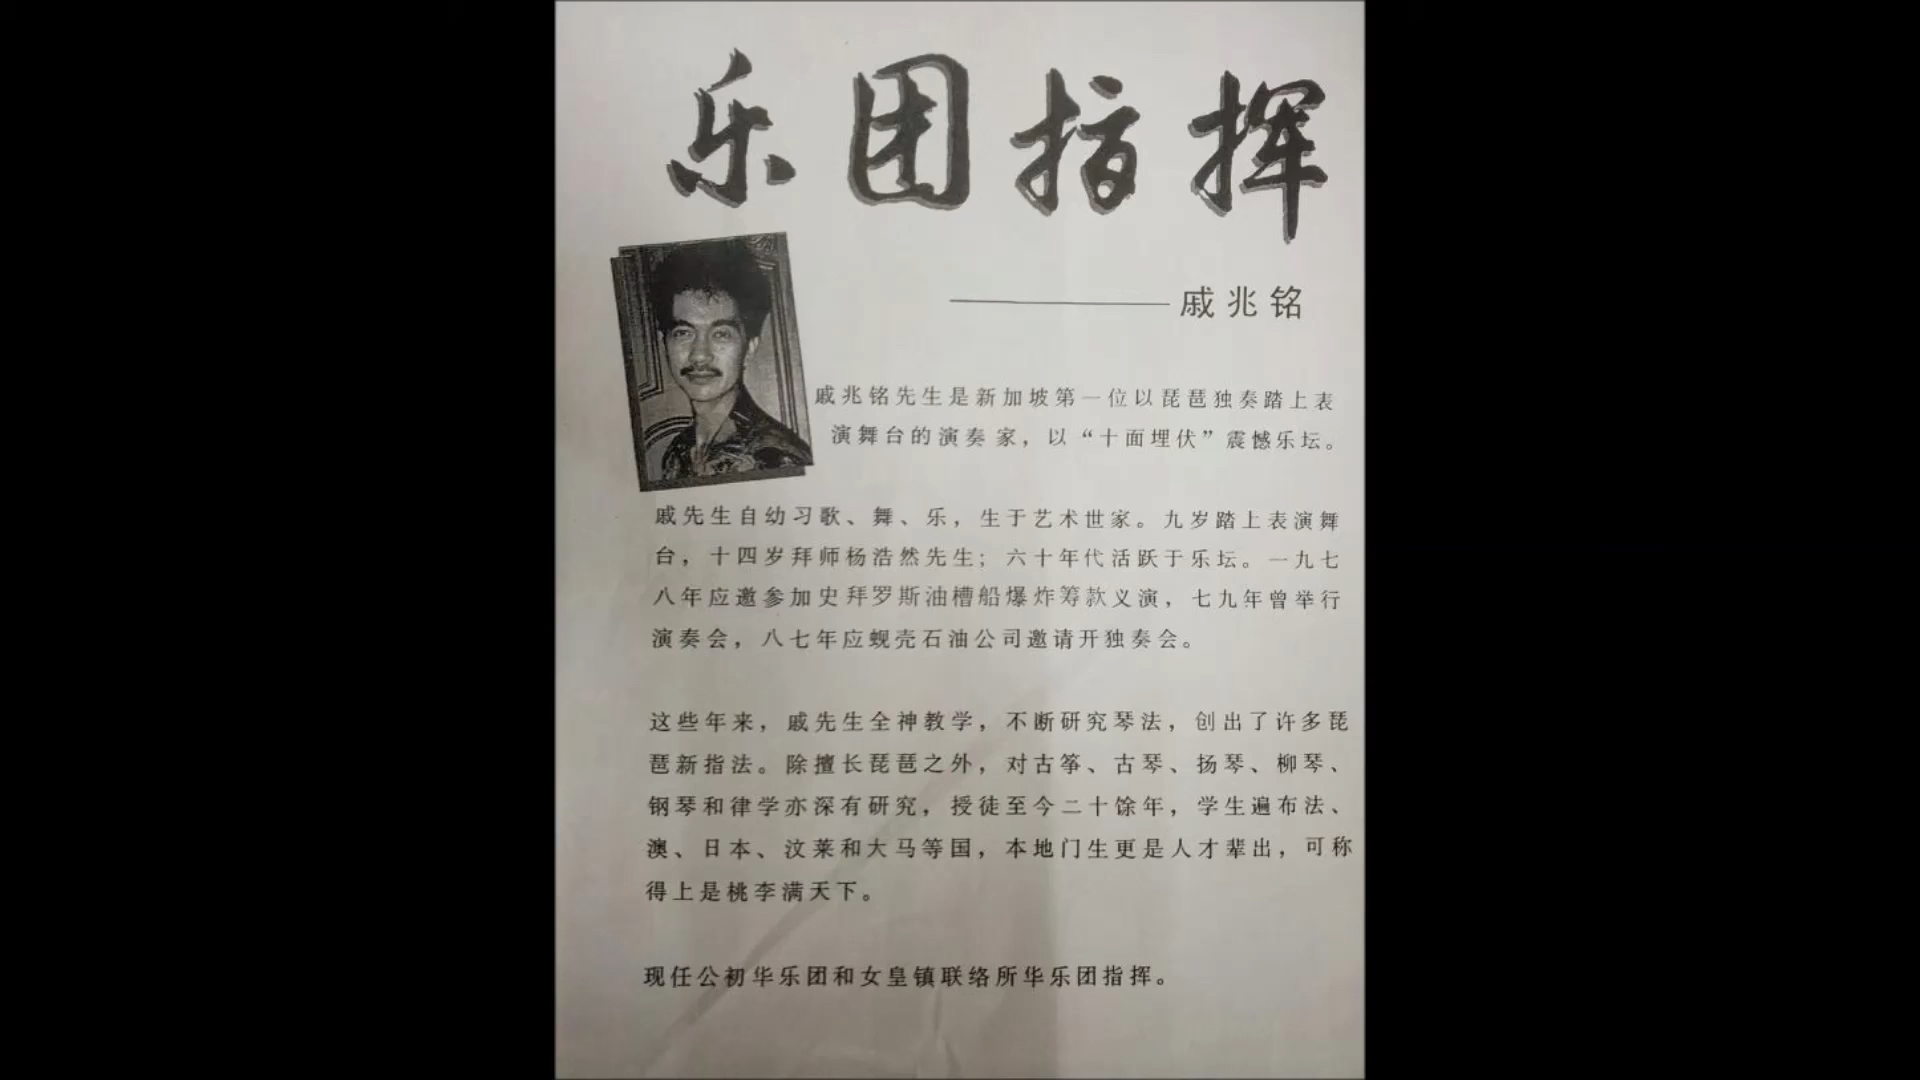 乐团指挥
戚兆铭
戚兆铭先生是新加坡第一位以琵琶独奏踏上表
演舞台的演奏家，以“十面埋伏”震憾乐坛。
戚先生自幼习歌、舞、乐，生于艺术世家。九岁踏上表演舞
台，十四岁拜师杨浩然先生；六十年代活跃于乐坛。一九七
八年应邀参加史拜罗斯油槽船爆炸筹款义演，七九年曾举行
演奏会，八七年应蚬壳石油公司邀请开独奏会。
这些年来，戚先生全神教学，不断研究琴法，创出了许多琵
琶新指法。除擅长琵琶之外，对古筝、古琴、扬琴、柳琴、
钢琴和律学亦深有研究，授徒至今二十馀年，学生遍布法、
澳、日本、汶莱和大马等国，本地门生更是人才辈出，可称
得上是桃李满天下。
现任公初华乐团和女皇镇联络所华乐团指挥。